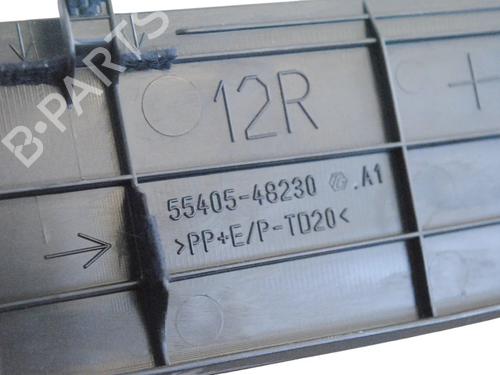 B-PARTS
12R
55405-48230 .A1
>PP+E/P-TD20<